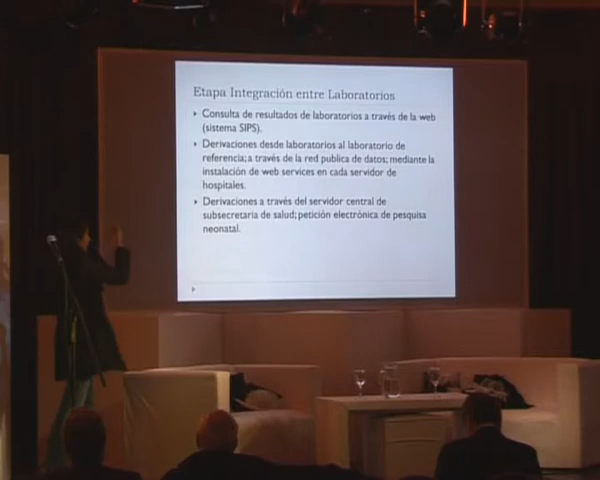 Etapa Integración entre Laboratorios
Consulta de resultados de laboratorios a través de la web
(sistema SIPS).
Derivaciones desde laboratorios al laboratorio de
referencia; a través de la red publica de datos; mediante la
instalación de web services en cada servidor de
hospitales.
Derivaciones a través del servidor central de
subsecretaria de salud; petición electrónica de pesquisa
neonatal.